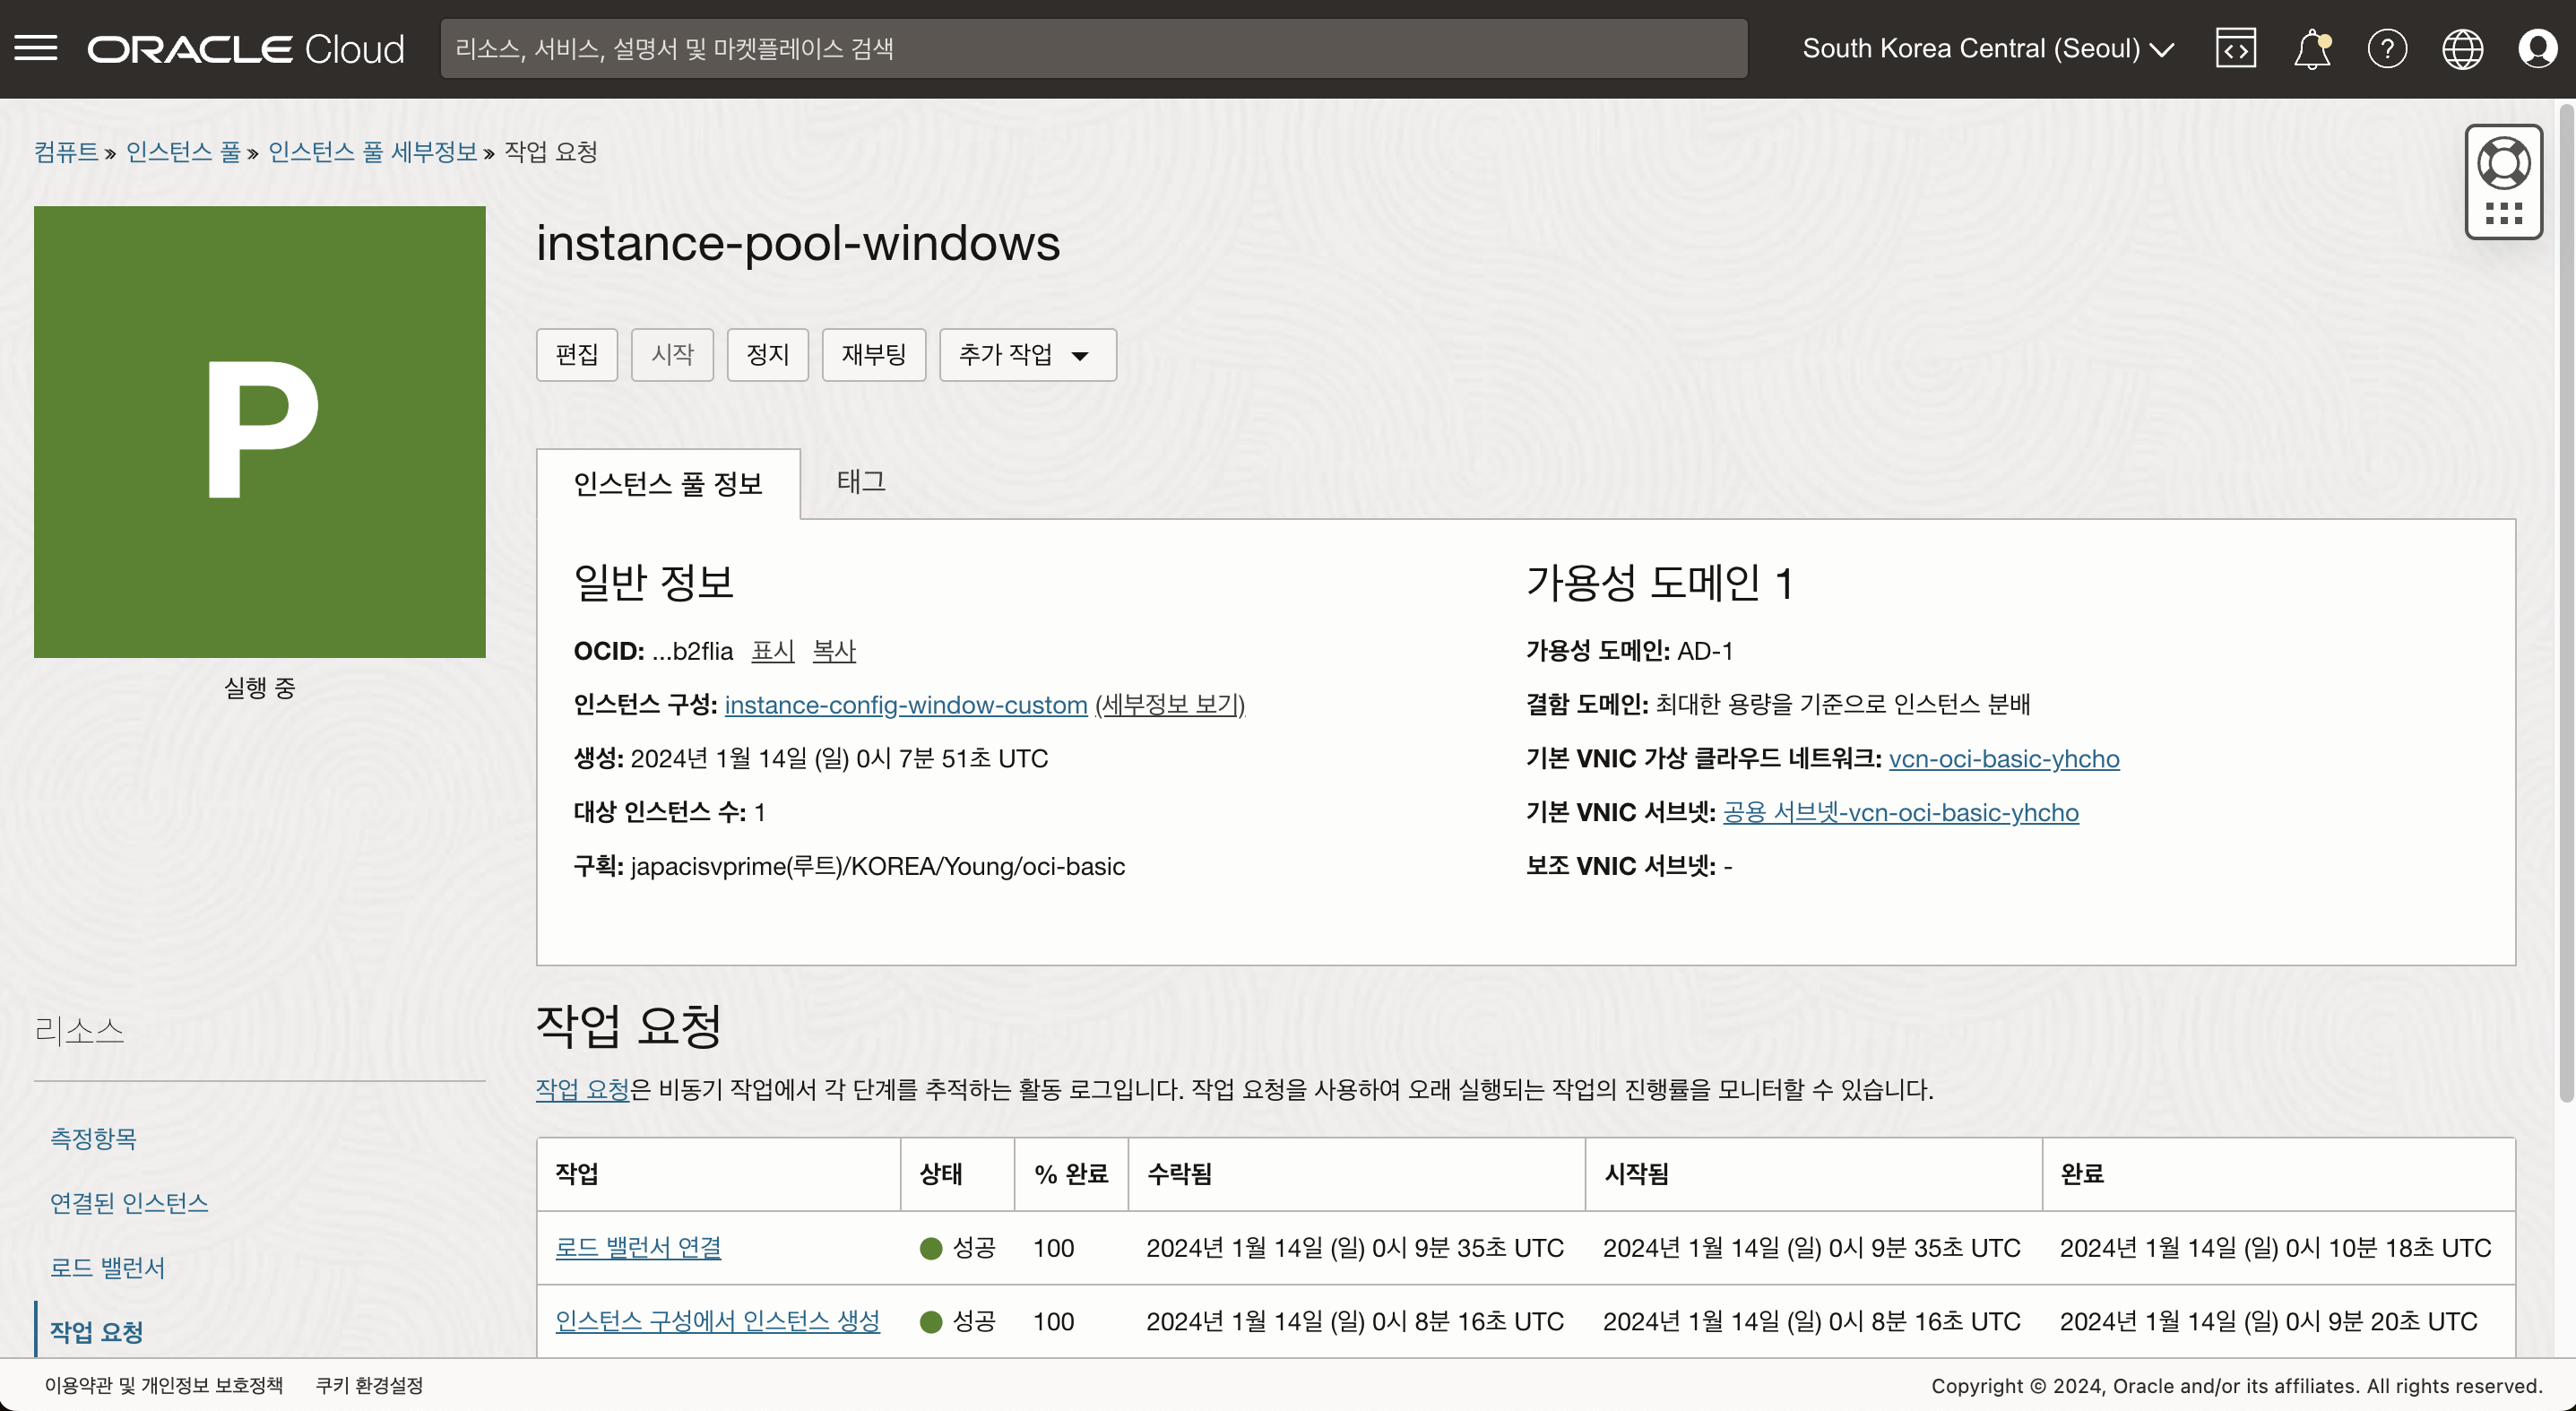 ORACLE Cloud
리소스, 서비스, 설명서 및 마켓플레이스 검색
South Korea Central (Seoul)
컴퓨트 » 인스턴스 풀 » 인스턴스 풀 세부정보 » 작업 요청
P
실행 중
instance-pool-windows
편집 시작 정지 재부팅 추가 작업
인스턴스 풀 정보 태그
일반 정보
OCID: ...b2flia 표시 복사
인스턴스 구성: instance-config-window-custom (세부정보 보기)
생성: 2024년 1월 14일 (일) 0시 7분 51초 UTC
대상 인스턴스 수: 1
구획: japacisvprime(루트)/KOREA/Young/oci-basic
가용성 도메인 1
가용성 도메인: AD-1
결함 도메인: 최대한 용량을 기준으로 인스턴스 분배
기본 VNIC 가상 클라우드 네트워크: vcn-oci-basic-yhcho
기본 VNIC 서브넷: 공용 서브넷-vcn-oci-basic-yhcho
보조 VNIC 서브넷: -
리소스
측정항목
연결된 인스턴스
로드 밸런서
작업 요청
작업 요청
작업 요청은 비동기 작업에서 각 단계를 추적하는 활동 로그입니다. 작업 요청을 사용하여 오래 실행되는 작업의 진행률을 모니터할 수 있습니다.
작업 상태 % 완료 수락됨 시작됨 완료
로드 밸런서 연결 성공 100 2024년 1월 14일 (일) 0시 9분 35초 UTC 2024년 1월 14일 (일) 0시 9분 35초 UTC 2024년 1월 14일 (일) 0시 10분 18초 UTC
인스턴스 구성에서 인스턴스 생성 성공 100 2024년 1월 14일 (일) 0시 8분 16초 UTC 2024년 1월 14일 (일) 0시 8분 16초 UTC 2024년 1월 14일 (일) 0시 9분 20초 UTC
이용약관 및 개인정보 보호정책 쿠키 환경설정
Copyright © 2024, Oracle and/or its affiliates. All rights reserved.